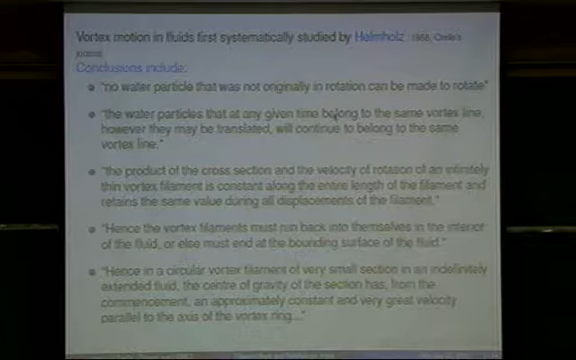 Vortex motion in fluids first systematically studied by Helmholz 1858, Crelle's
journal
Conclusions include:
"no water particle that was not originally in rotation can be made to rotate"
"the water particles that at any given time belong to the same vortex line,
however they may be translated, will continue to belong to the same
vortex line."
"the product of the cross section and the velocity of rotation of an infinitely
thin vortex filament is constant along the entire length of the filament and
retains the same value during all displacements of the filament."
"Hence the vortex filaments must run back into themselves in the interior
of the fluid, or else must end at the bounding surface of the fluid."
"Hence in a circular vortex filament of very small section in an indefinitely
extended fluid, the centre of gravity of the section has, from the
commencement, an approximately constant and very great velocity
parallel to the axis of the vortex ring..."